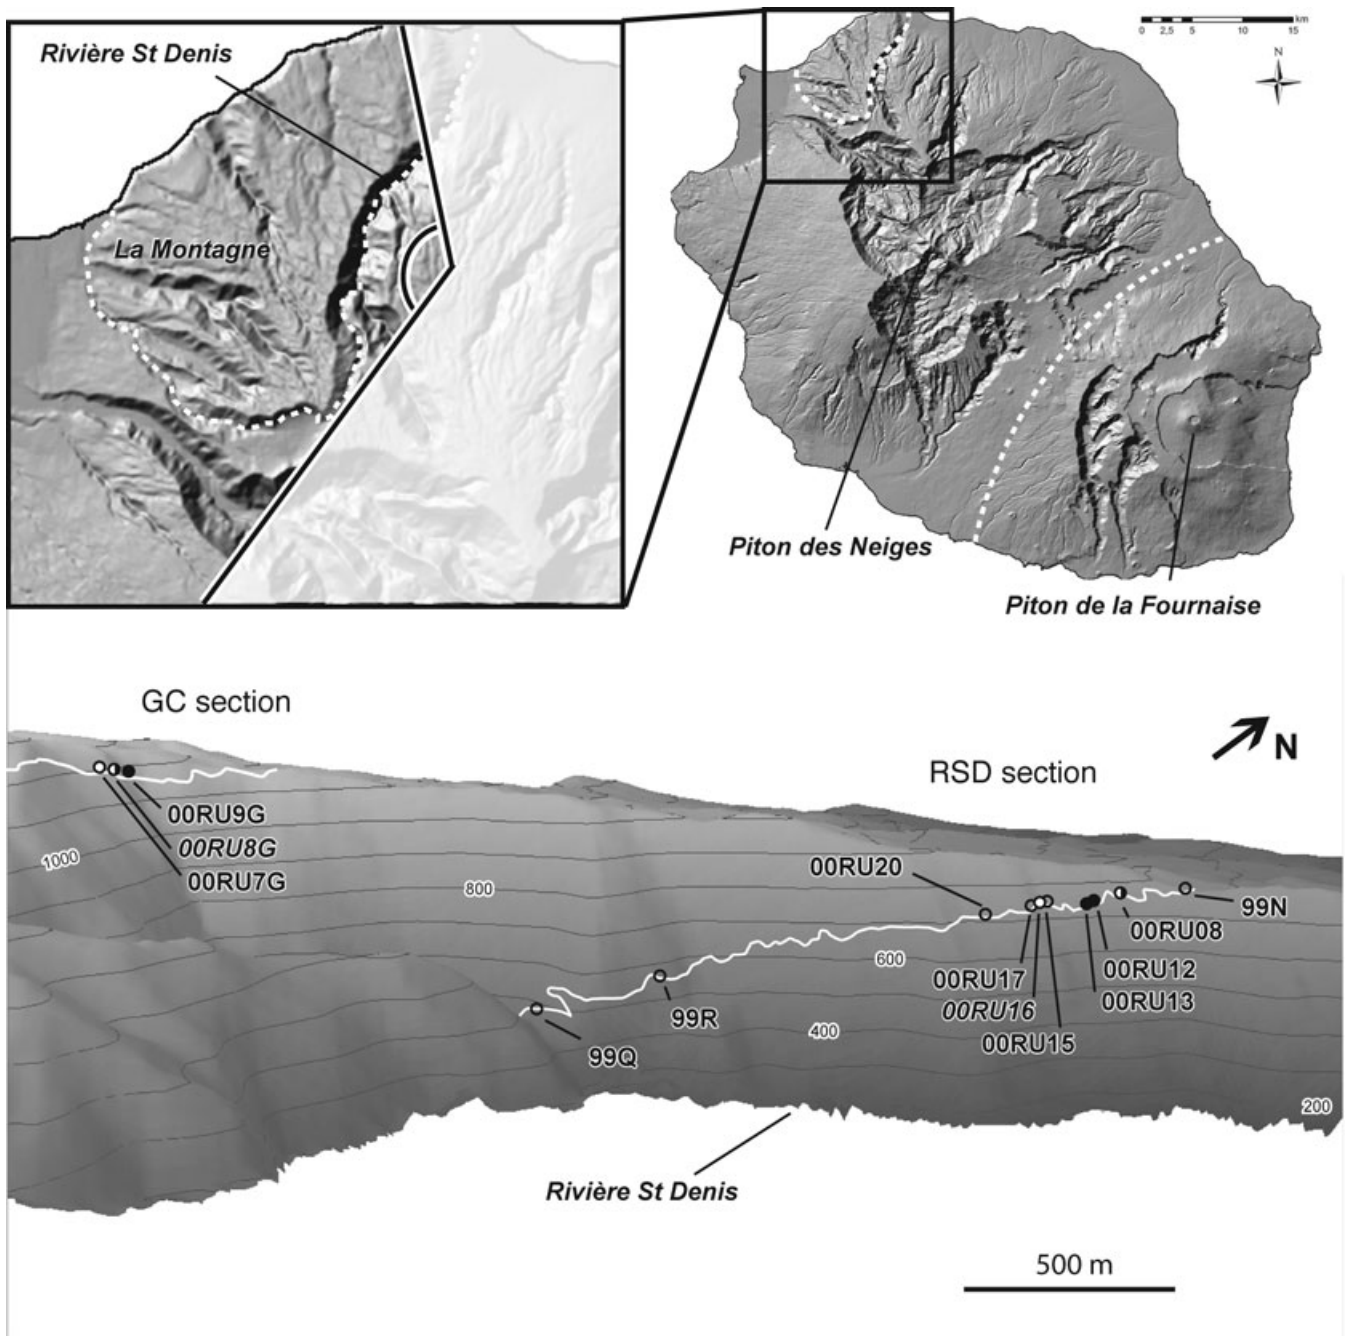 Rivière St Denis
La Montagne
0 2,5 5 10 15 km
N
Piton des Neiges
Piton de la Fournaise
GC section
N
RSD section
00RU9G
00RU8G
00RU7G
1000
800
00RU20
99N
00RU08
600
00RU17
00RU12
00RU16
00RU13
99R
400
00RU15
99Q
200
Rivière St Denis
500 m